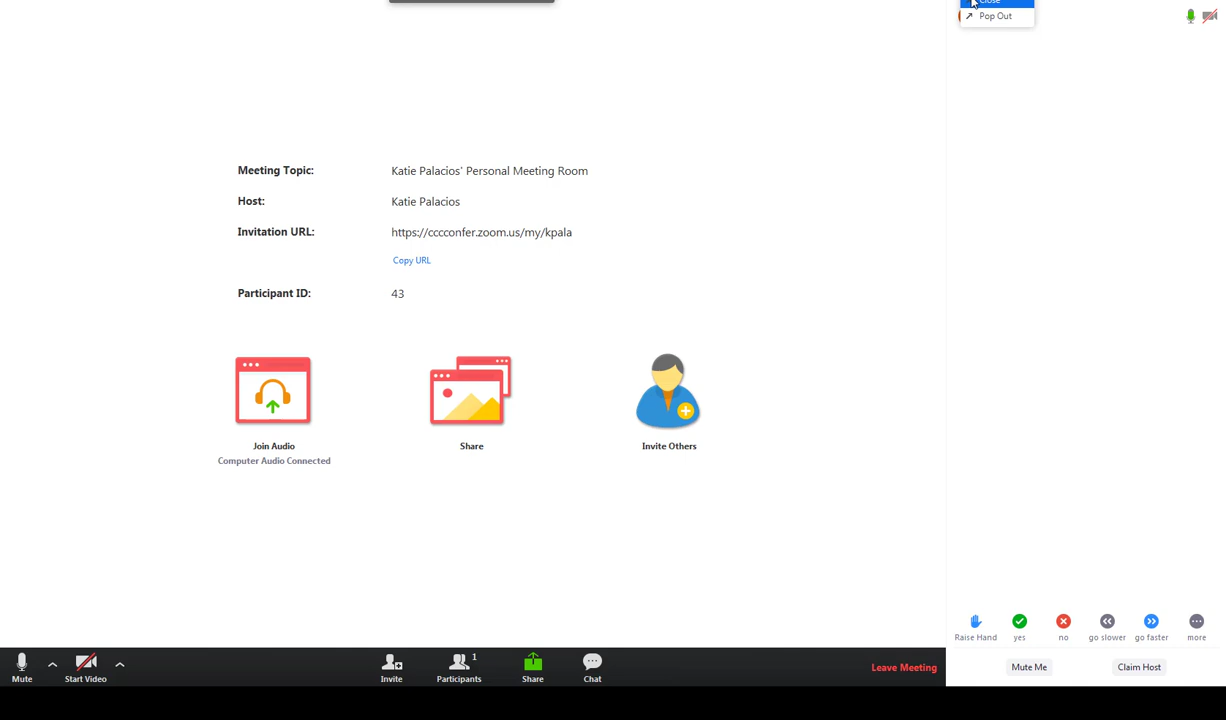 Close
Pop Out
Meeting Topic: Katie Palacios' Personal Meeting Room
Host: Katie Palacios
Invitation URL: https://cccconfer.zoom.us/my/kpala
Copy URL
Participant ID: 43
Join Audio
Computer Audio Connected
Share
Invite Others
Raise Hand
yes
no
go slower
go faster
more
Mute
Start Video
Invite
1
Participants
Share
Chat
Leave Meeting
Mute Me
Claim Host